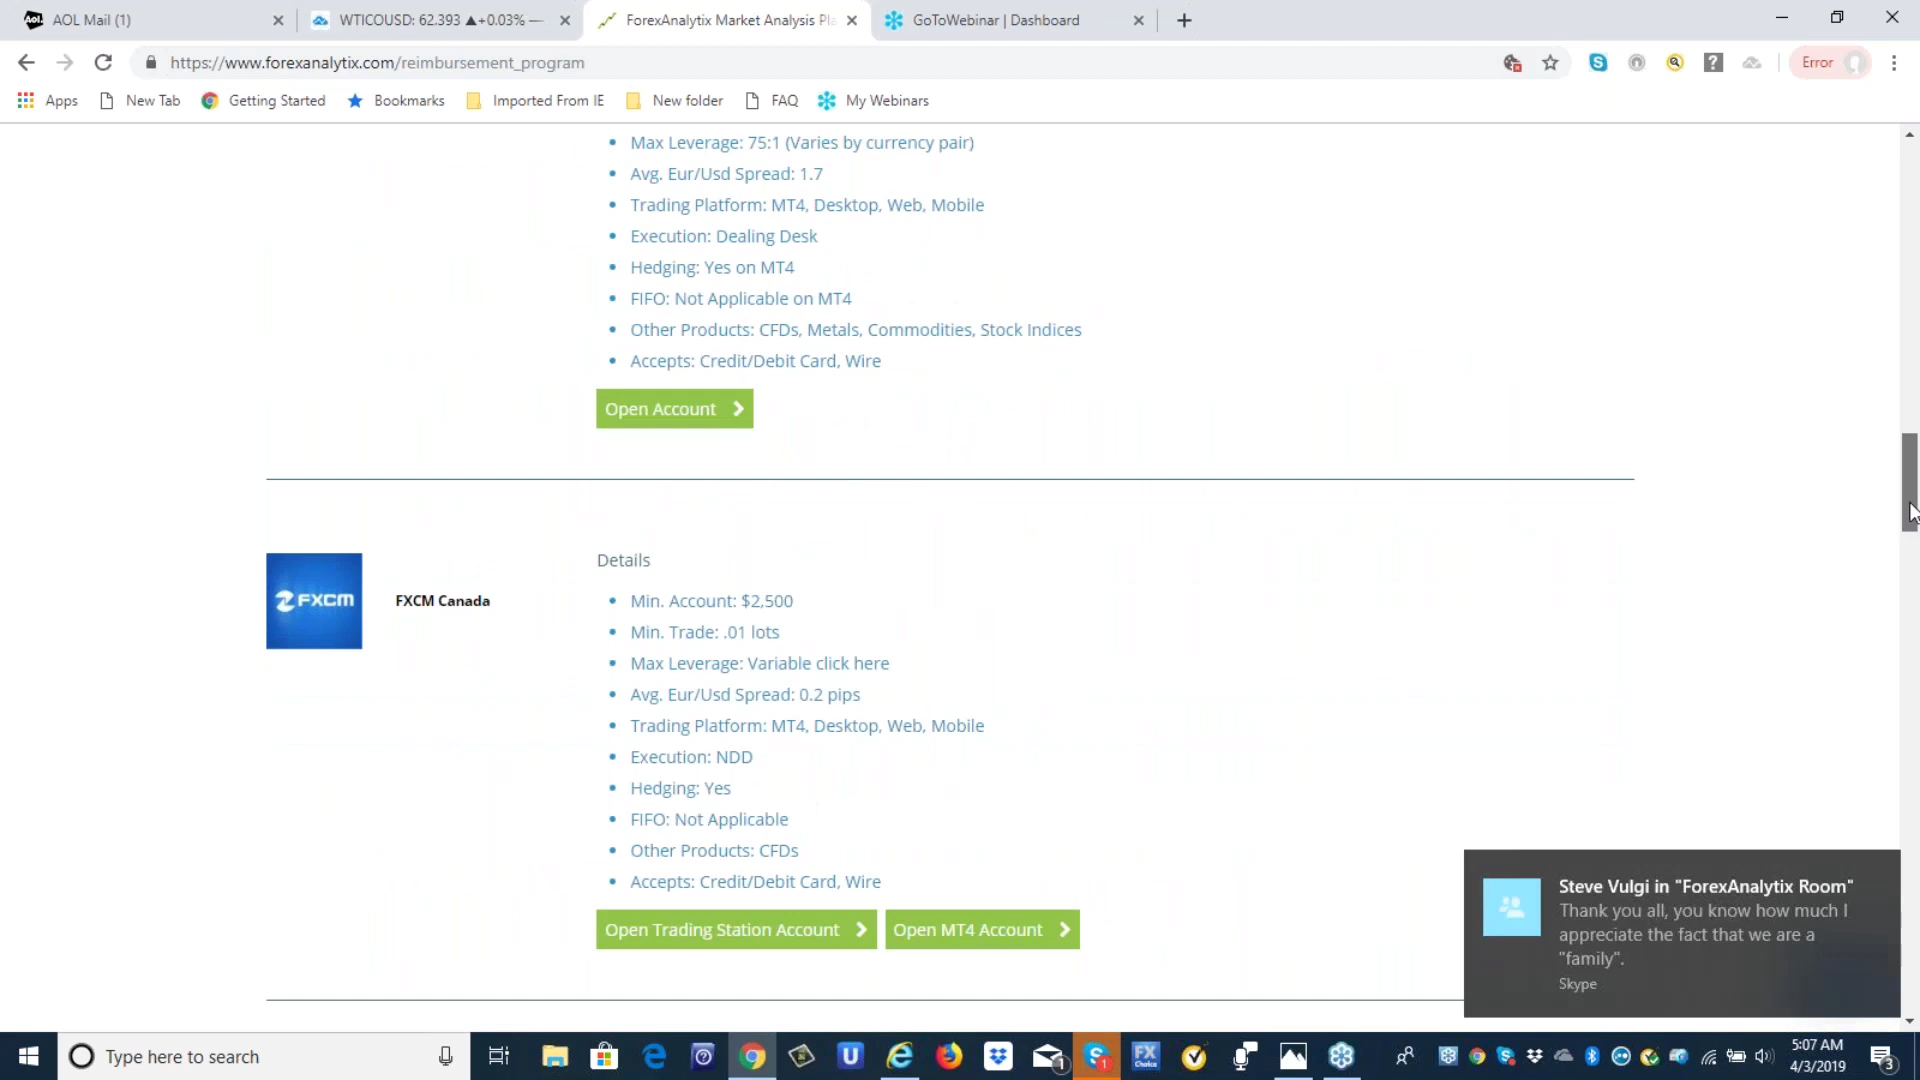 AOL Mail (1)
WTICOUSD: 62.393 ▲+0.03% —
ForexAnalytix Market Analysis Pla
GoToWebinar | Dashboard
https://www.forexanalytix.com/reimbursement_program
Error
Apps
New Tab
Getting Started
Bookmarks
Imported From IE
New folder
FAQ
My Webinars
Max Leverage: 75:1 (Varies by currency pair)
Avg. Eur/Usd Spread: 1.7
Trading Platform: MT4, Desktop, Web, Mobile
Execution: Dealing Desk
Hedging: Yes on MT4
FIFO: Not Applicable on MT4
Other Products: CFDs, Metals, Commodities, Stock Indices
Accepts: Credit/Debit Card, Wire
Open Account
FXCM
FXCM Canada
Details
Min. Account: $2,500
Min. Trade: .01 lots
Max Leverage: Variable click here
Avg. Eur/Usd Spread: 0.2 pips
Trading Platform: MT4, Desktop, Web, Mobile
Execution: NDD
Hedging: Yes
FIFO: Not Applicable
Other Products: CFDs
Accepts: Credit/Debit Card, Wire
Open Trading Station Account
Open MT4 Account
Steve Vulgi in "ForexAnalytix Room"
Thank you all, you know how much I
appreciate the fact that we are a
"family".
Skype
Type here to search
FX
Choice
5:07 AM
4/3/2019
3